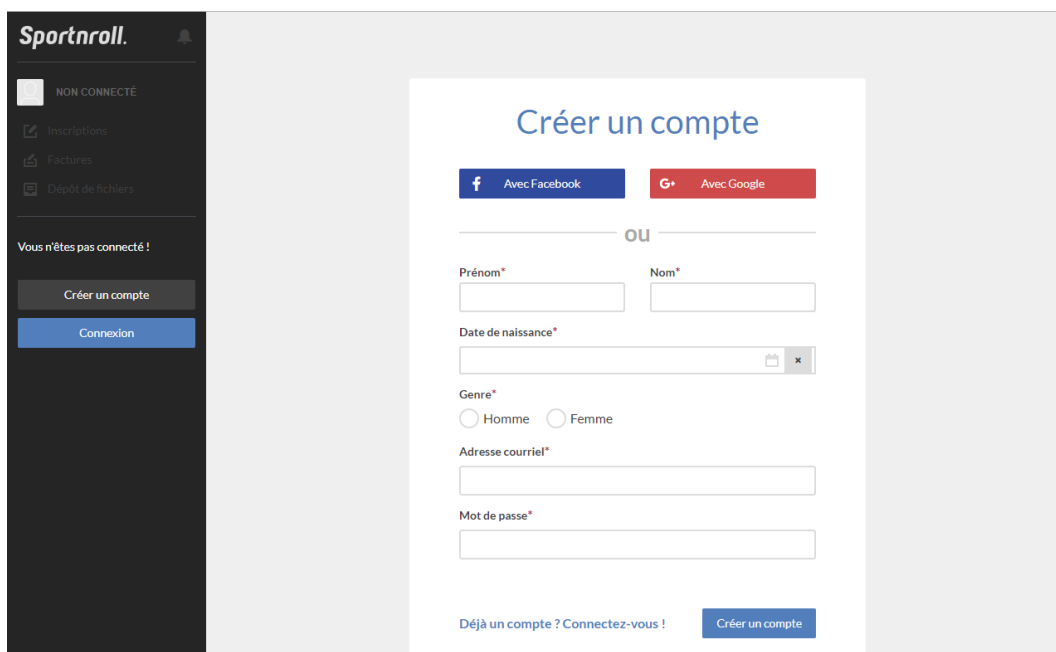 Sportnroll.
NON CONNECTÉ
Inscriptions
Factures
Dépôt de fichiers
Vous n'êtes pas connecté !
Créer un compte
Connexion
Créer un compte
Avec Facebook
G+ Avec Google
ou
Prénom* Nom*
Date de naissance*
Genre*
Homme Femme
Adresse courriel*
Mot de passe*
Déjà un compte ? Connectez-vous ! Créer un compte